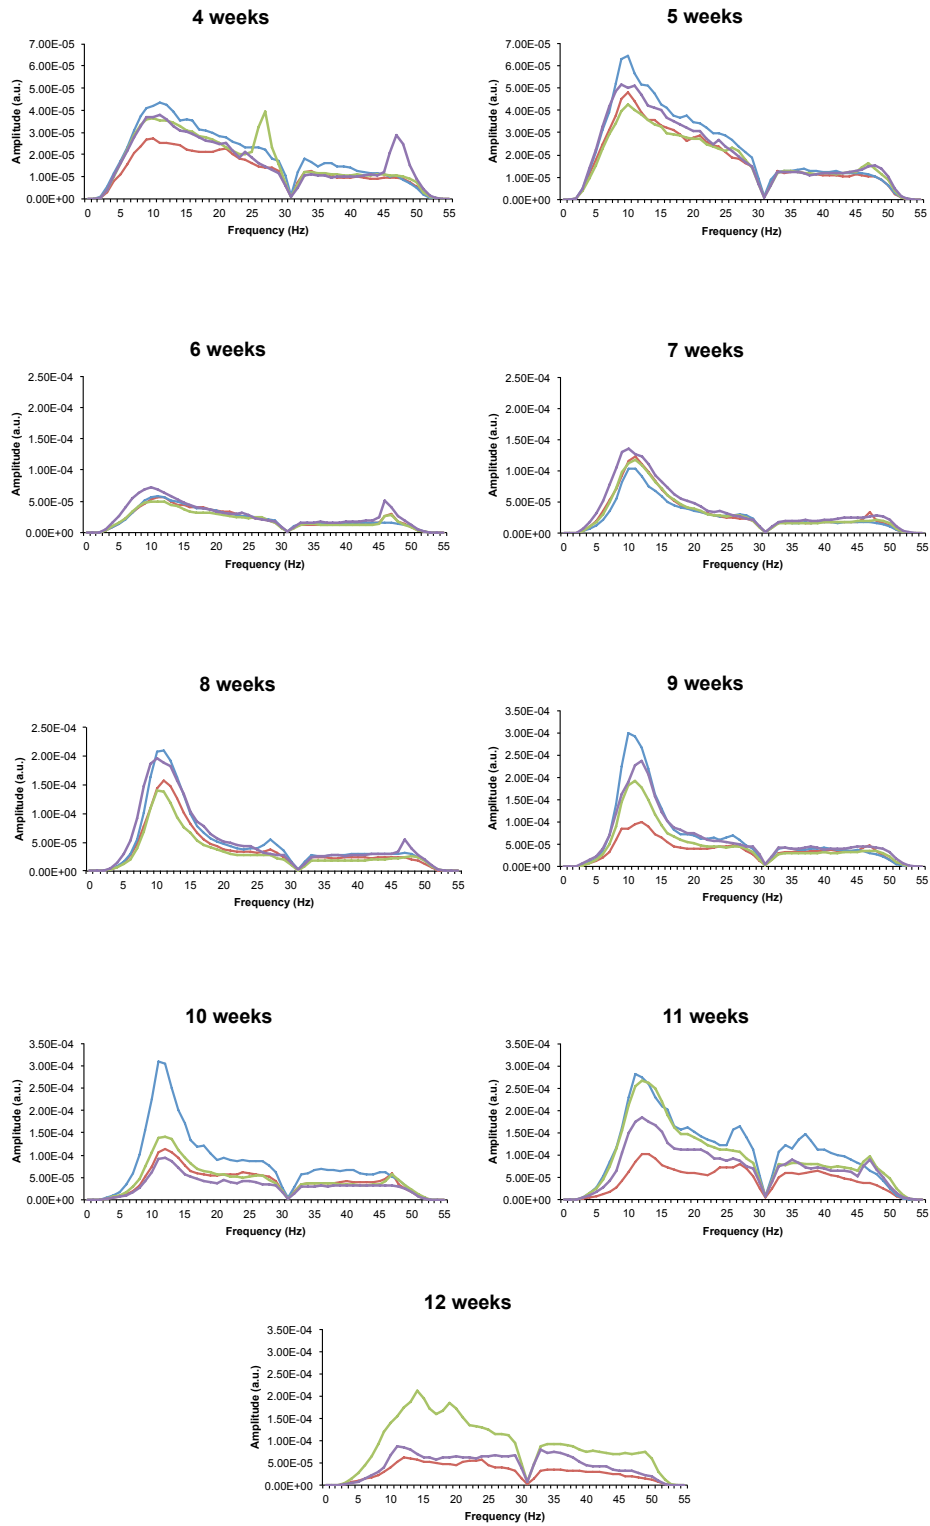 4 weeks
5 weeks
7.00E-05
6.00E-05
5.00E-05
4.00E-05
3.00E-05
2.00E-05
1.00E-05
0.00E+00
Amplitude (a.u.)
0 5 10 15 20 25 30 35 40 45 50 55
Frequency (Hz)
7.00E-05
6.00E-05
5.00E-05
4.00E-05
3.00E-05
2.00E-05
1.00E-05
0.00E+00
Amplitude (a.u.)
0 5 10 15 20 25 30 35 40 45 50 55
Frequency (Hz)
6 weeks
7 weeks
2.50E-04
2.00E-04
1.50E-04
1.00E-04
5.00E-05
0.00E+00
Amplitude (a.u.)
0 5 10 15 20 25 30 35 40 45 50 55
Frequency (Hz)
2.50E-04
2.00E-04
1.50E-04
1.00E-04
5.00E-05
0.00E+00
Amplitude (a.u.)
0 5 10 15 20 25 30 35 40 45 50 55
Frequency (Hz)
8 weeks
9 weeks
2.50E-04
2.00E-04
1.50E-04
1.00E-04
5.00E-05
0.00E+00
Amplitude (a.u.)
0 5 10 15 20 25 30 35 40 45 50 55
Frequency (Hz)
3.50E-04
3.00E-04
2.50E-04
2.00E-04
1.50E-04
1.00E-04
5.00E-05
0.00E+00
Amplitude (a.u.)
0 5 10 15 20 25 30 35 40 45 50 55
Frequency (Hz)
10 weeks
11 weeks
3.50E-04
3.00E-04
2.50E-04
2.00E-04
1.50E-04
1.00E-04
5.00E-05
0.00E+00
Amplitude (a.u.)
0 5 10 15 20 25 30 35 40 45 50 55
Frequency (Hz)
3.50E-04
3.00E-04
2.50E-04
2.00E-04
1.50E-04
1.00E-04
5.00E-05
0.00E+00
Amplitude (a.u.)
0 5 10 15 20 25 30 35 40 45 50 55
Frequency (Hz)
12 weeks
3.50E-04
3.00E-04
2.50E-04
2.00E-04
1.50E-04
1.00E-04
5.00E-05
0.00E+00
Amplitude (a.u.)
0 5 10 15 20 25 30 35 40 45 50 55
Frequency (Hz)